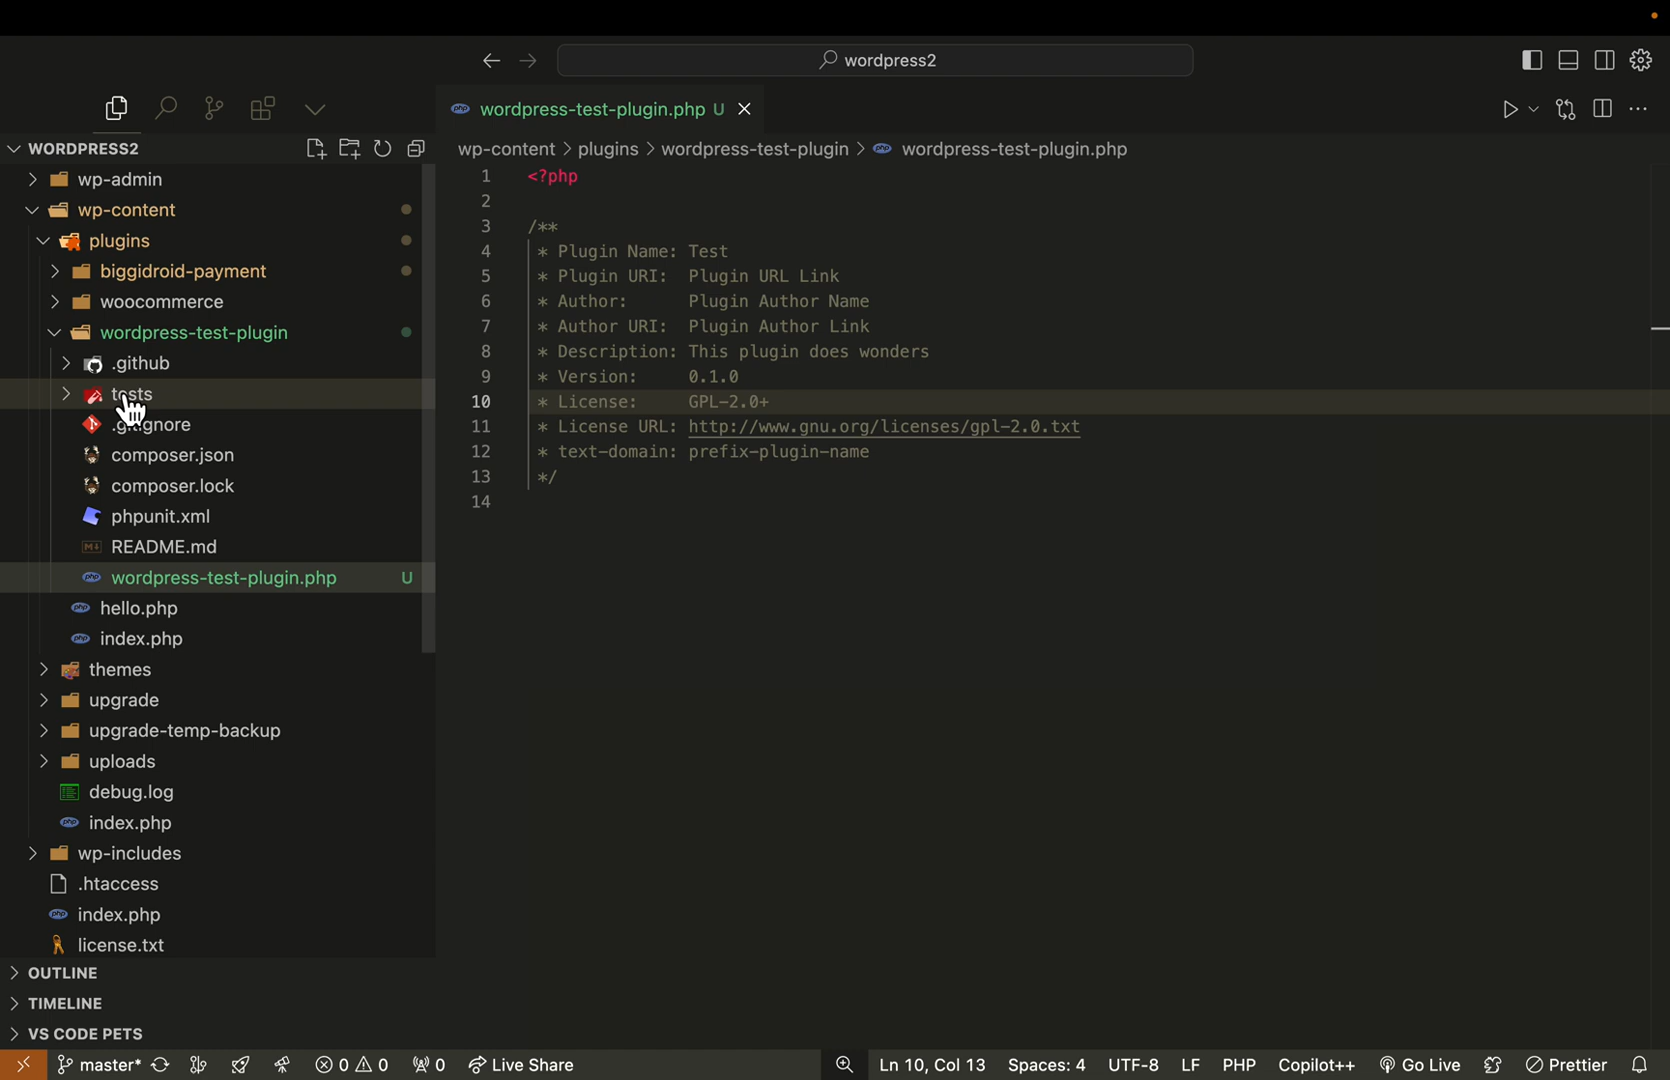 wordpress2
wordpress-test-plugin.php U
WORDPRESS2
wp-content > plugins > wordpress-test-plugin > wordpress-test-plugin.php
wp-admin
wp-content
plugins
biggidroid-payment
woocommerce
wordpress-test-plugin
.github
tests
.gitignore
composer.json
composer.lock
phpunit.xml
README.md
wordpress-test-plugin.php U
hello.php
index.php
themes
upgrade
upgrade-temp-backup
uploads
debug.log
index.php
wp-includes
.htaccess
index.php
license.txt
OUTLINE
TIMELINE
VS CODE PETS
1 <?php
2
3 /**
4 * Plugin Name: Test
5 * Plugin URI: Plugin URL Link
6 * Author: Plugin Author Name
7 * Author URI: Plugin Author Link
8 * Description: This plugin does wonders
9 * Version: 0.1.0
10 * License: GPL-2.0+
11 * License URL: http://www.gnu.org/licenses/gpl-2.0.txt
12 * text-domain: prefix-plugin-name
13 */
14
master* 0 0 0 Live Share Ln 10, Col 13 Spaces: 4 UTF-8 LF PHP Copilot++ Go Live Prettier